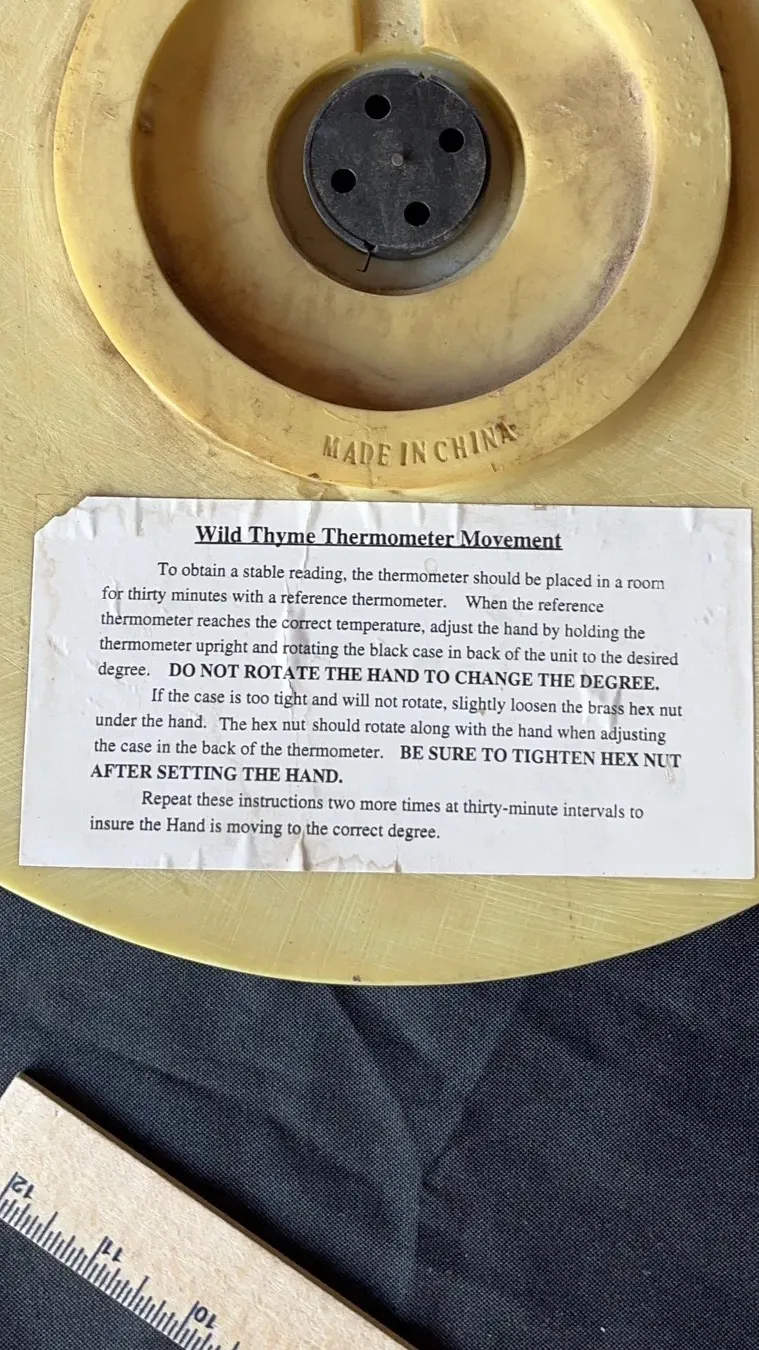 MADE IN CHINA
Wild Thyme Thermometer Movement
To obtain a stable reading, the thermometer should be placed in a room
for thirty minutes with a reference thermometer. When the reference
thermometer reaches the correct temperature, adjust the hand by holding the
thermometer upright and rotating the black case in back of the unit to the desired
degree. DO NOT ROTATE THE HAND TO CHANGE THE DEGREE.
If the case is too tight and will not rotate, slightly loosen the brass hex nut
under the hand. The hex nut should rotate along with the hand when adjusting
the case in the back of the thermometer. BE SURE TO TIGHTEN HEX NUT
AFTER SETTING THE HAND.
Repeat these instructions two more times at thirty-minute intervals to
insure the Hand is moving to the correct degree.
12
11
10